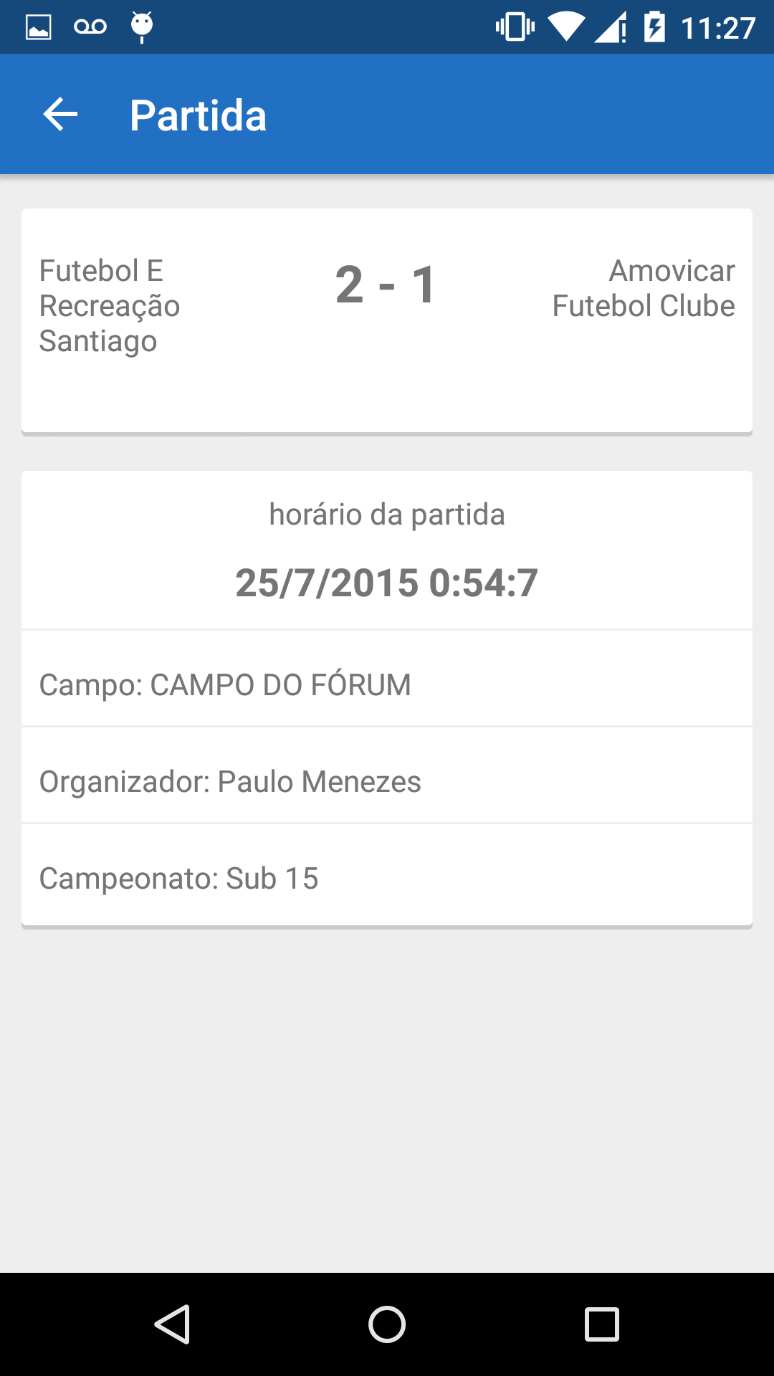 11:27
Partida
Futebol E
Recreação
Santiago
2 - 1
Amovicar
Futebol Clube
horário da partida
25/7/2015 0:54:7
Campo: CAMPO DO FÓRUM
Organizador: Paulo Menezes
Campeonato: Sub 15